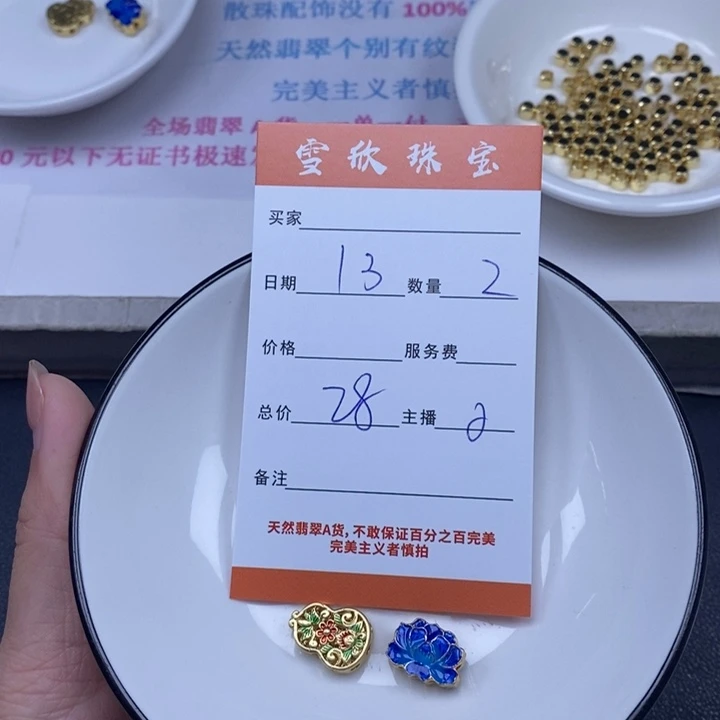 散珠配饰没有 100%
天然翡翠个别有纹
完美主义者慎
全场翡翠 A 货
0 元以下无证书极速
雪欣珠宝
买家
日期 13 数量 2
价格 服务费
总价 28 主播 2
备注
天然翡翠A货, 不敢保证百分之百完美
完美主义者慎拍